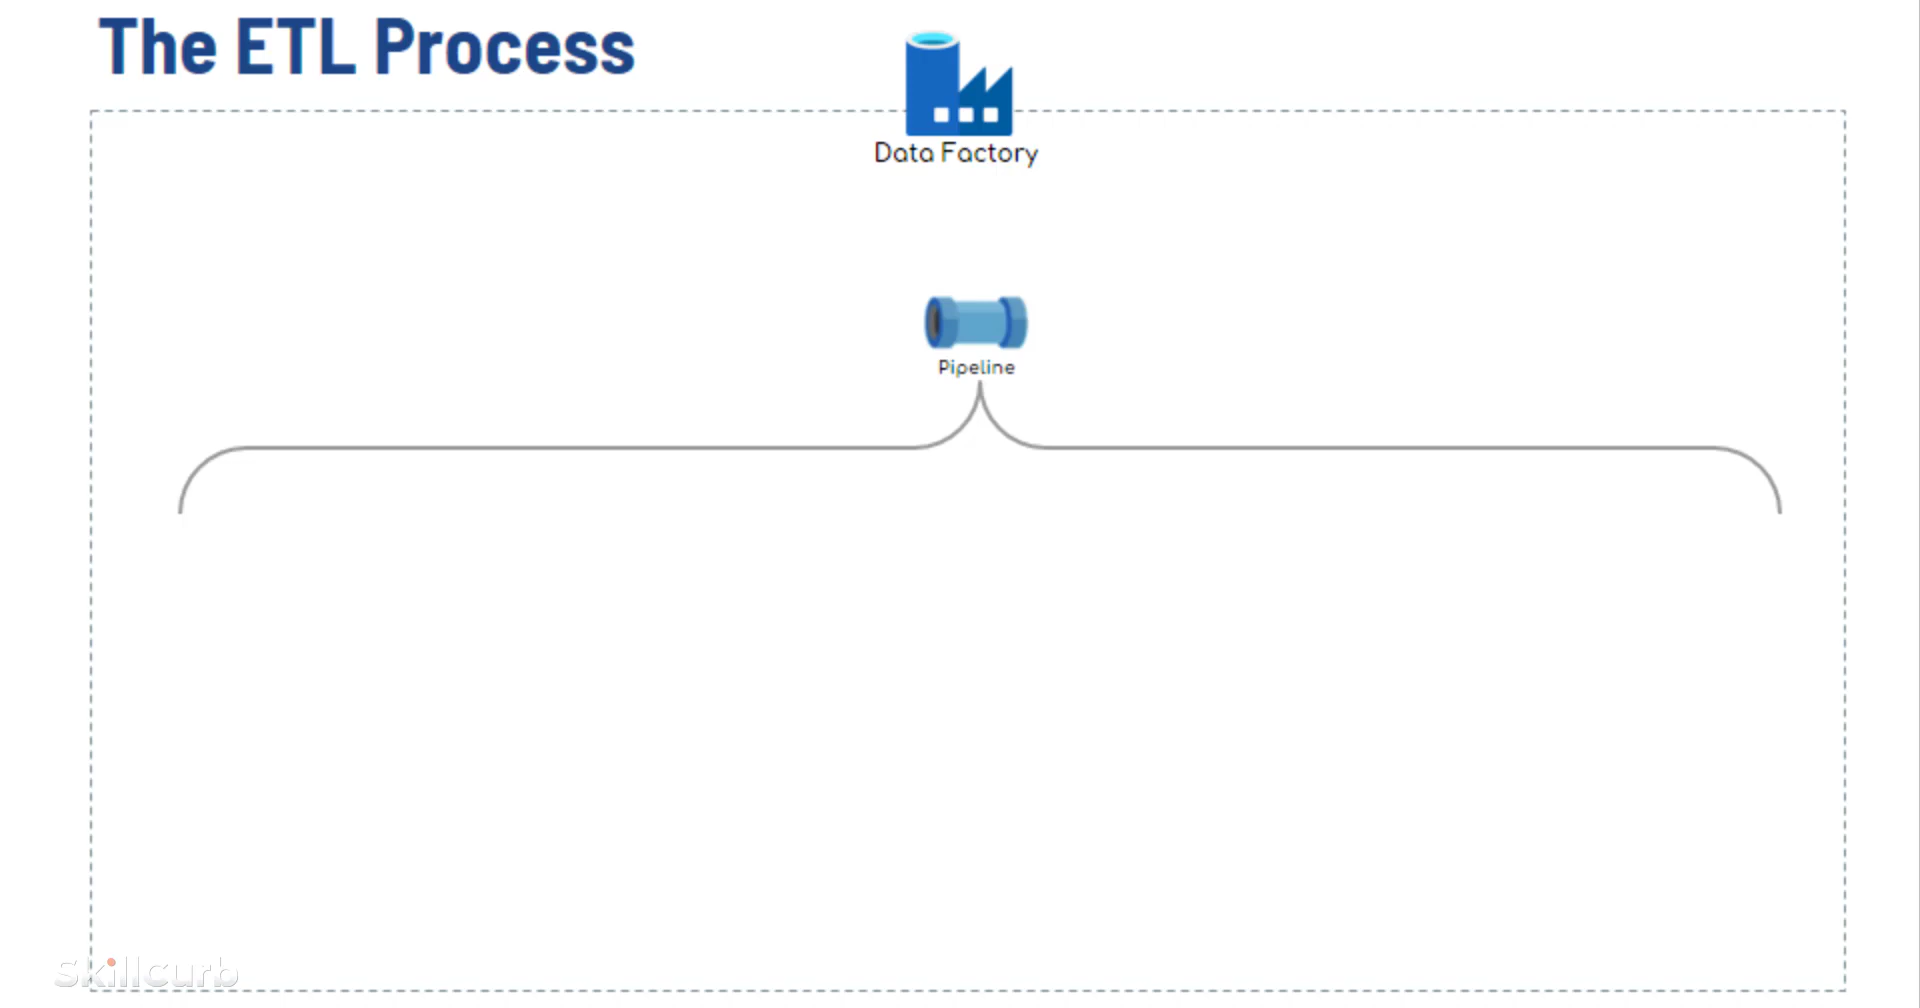 The ETL Process
Data Factory
Pipeline
Skillcurb